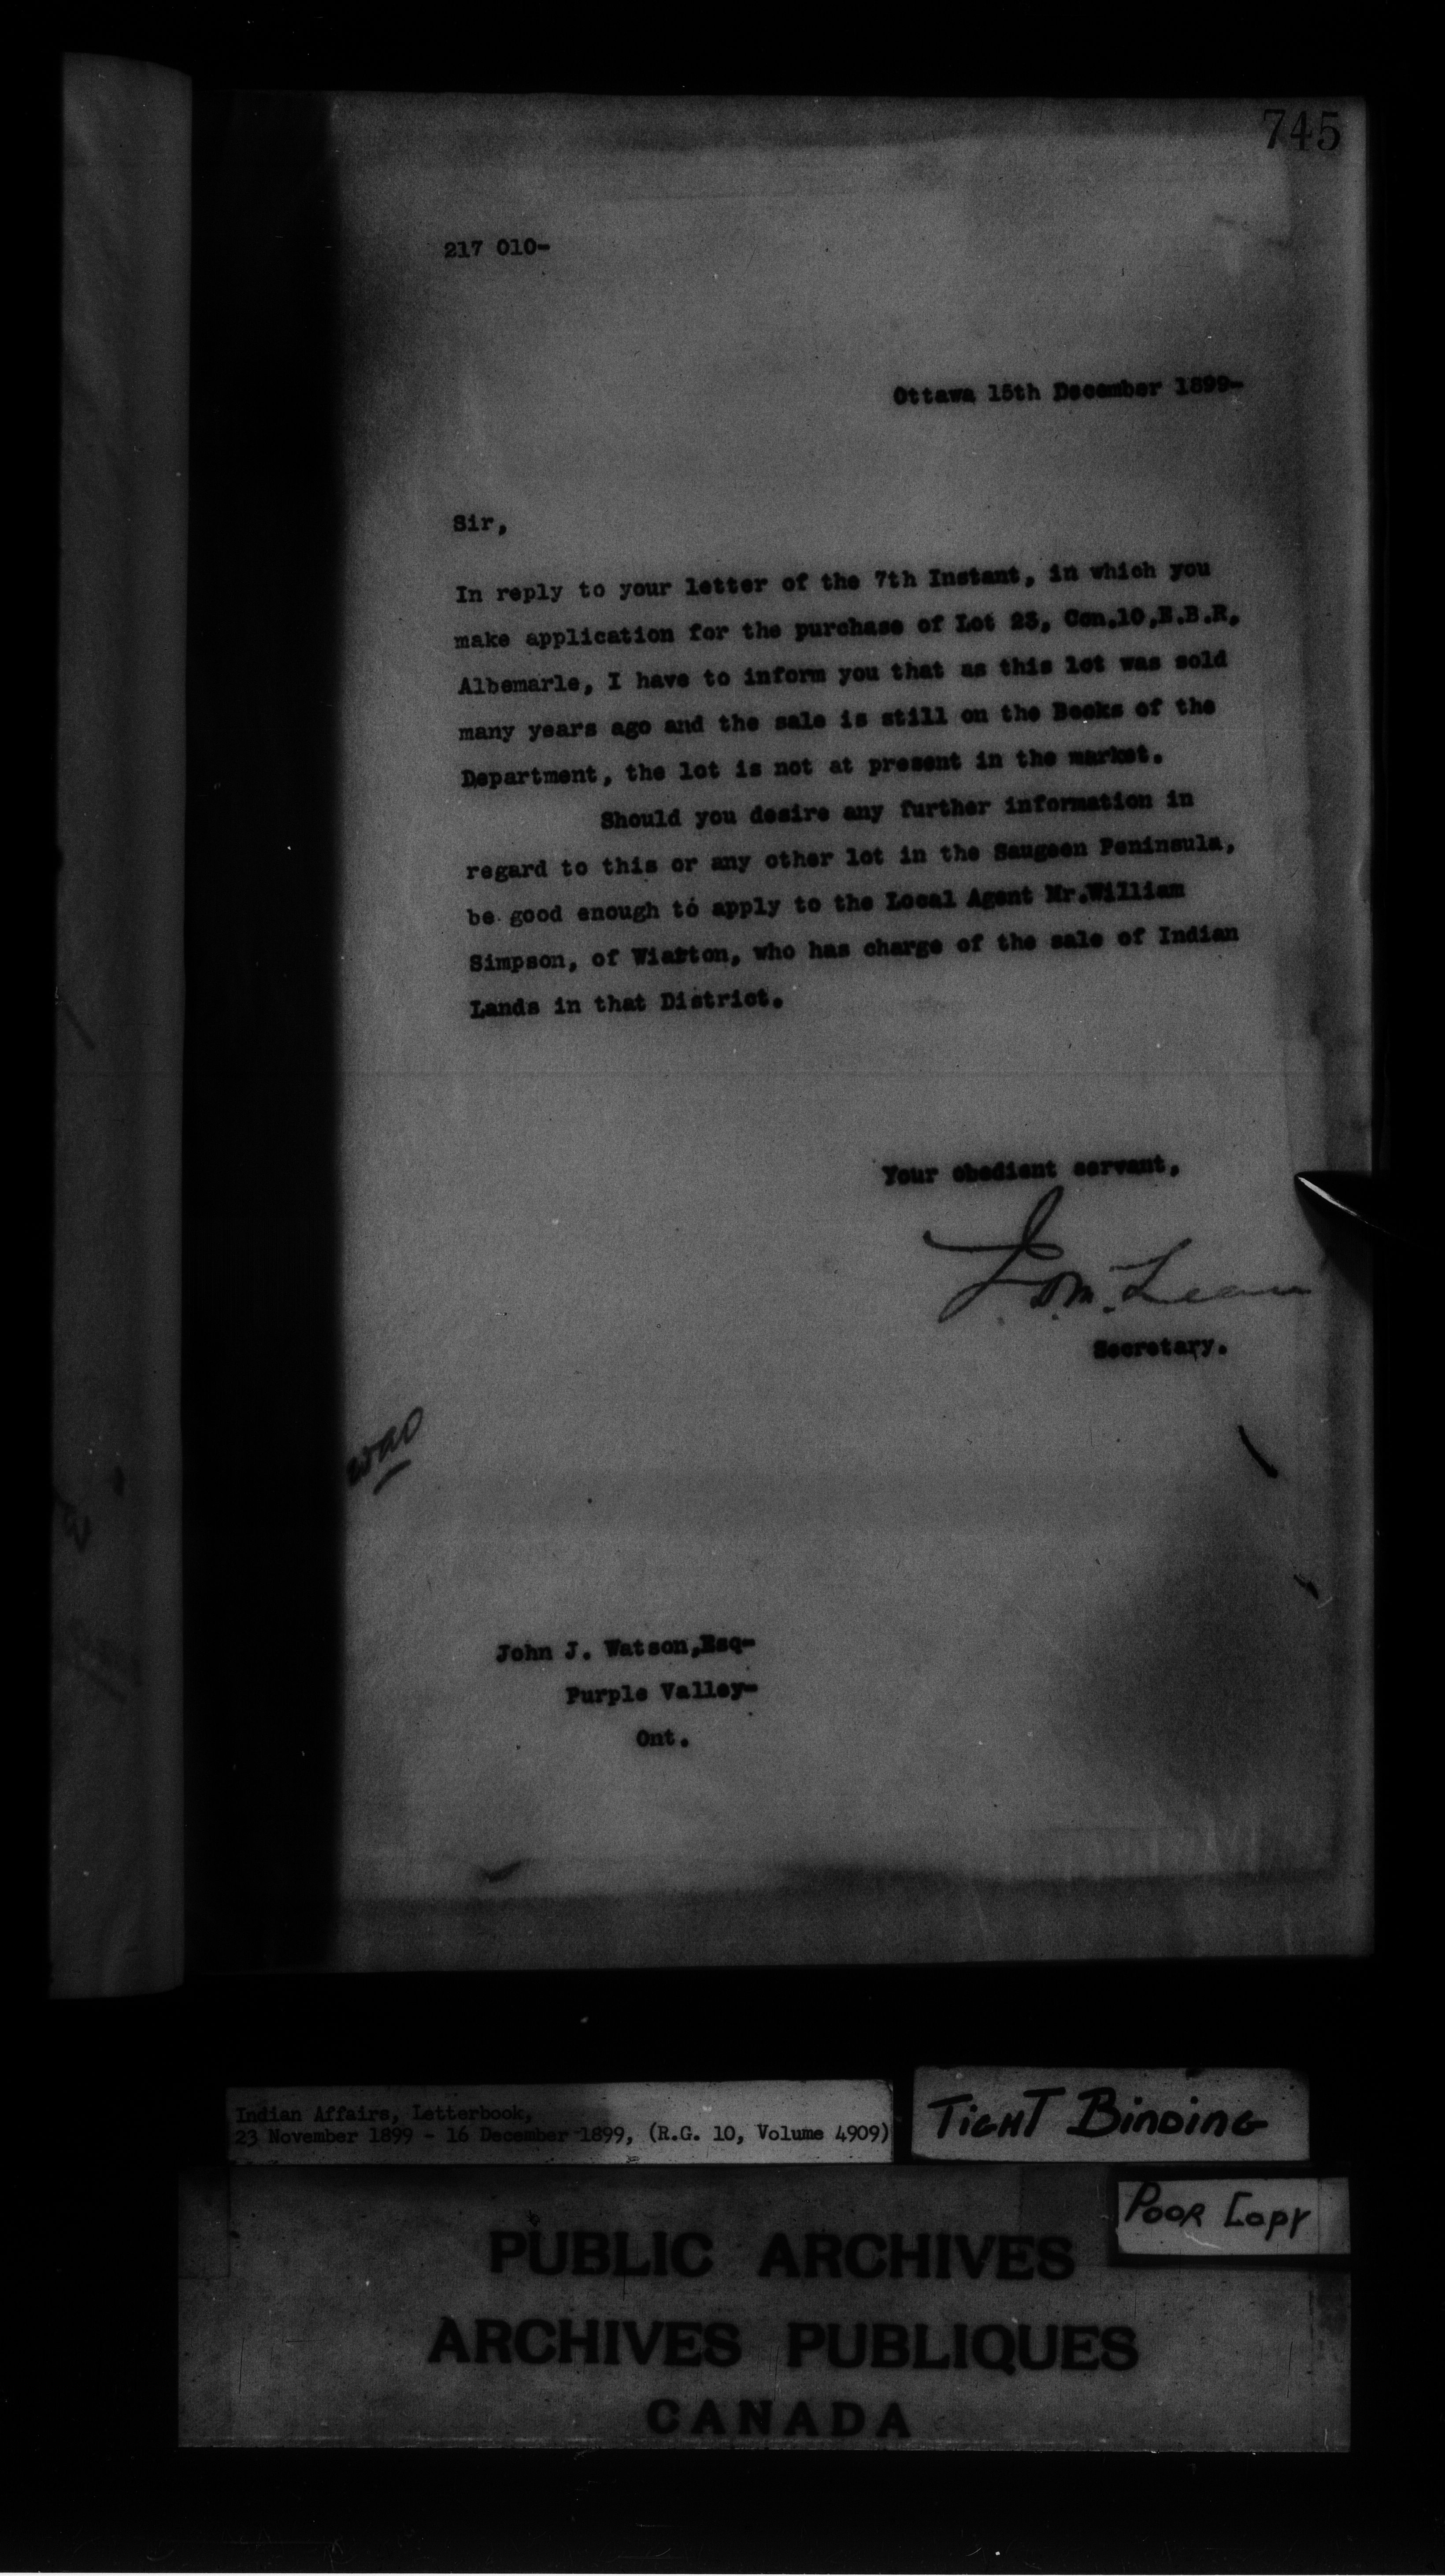 745
217 010-
Ottawa 15th December 1899-
Sir,
In reply to your letter of the 7th Instant, in which you
make application for the purchase of Lot 23, Con.10,E.B.R,
Albemarle, I have to inform you that as this lot was sold
many years ago and the sale is still on the Books of the
Department, the lot is not at present in the market.
Should you desire any further information in
regard to this or any other lot in the Saugeen Peninsula,
be good enough to apply to the Local Agent Mr.William
Simpson, of Wiarton, who has charge of the sale of Indian
Lands in that District.
Your obedient servant,
J. D. McLean
Secretary.
John J. Watson,Esq-
Purple Valley-
Ont.
Indian Affairs, Letterbook,
23 November 1899 - 16 December 1899, (R.G. 10, Volume 4909)
TIGHT BINDING
POOR COPY
PUBLIC ARCHIVES
ARCHIVES PUBLIQUES
CANADA